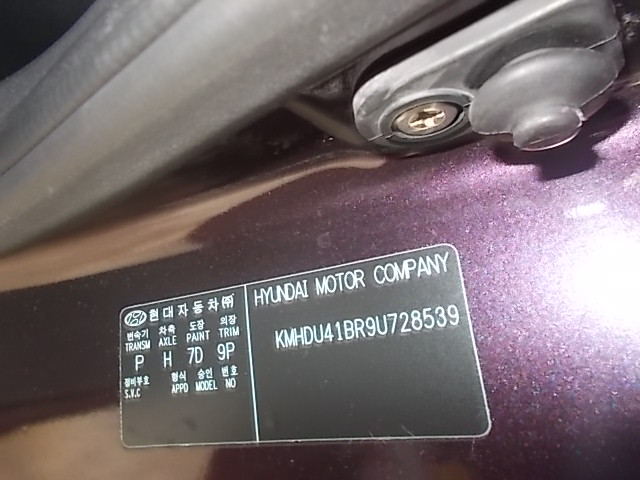 현대자동차㈜
변속기 차축 도장 외장
TRANSM AXLE PAINT TRIM
P H 7D 9P
정비부호 형식 승인 번호
S.V.C APPD MODEL NO
HYUNDAI MOTOR COMPANY
KMHDU41BR9U728539